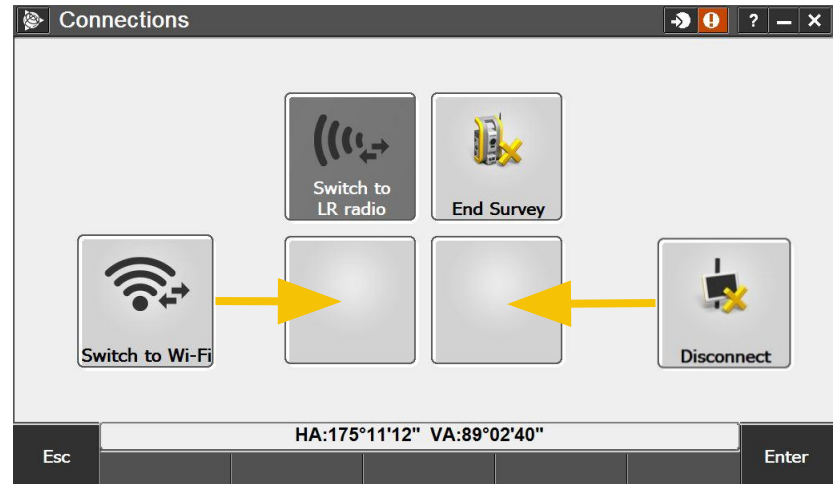 Connections
? – ×
Switch to
LR radio
End Survey
Switch to Wi-Fi
Disconnect
HA:175°11'12" VA:89°02'40"
Esc
Enter